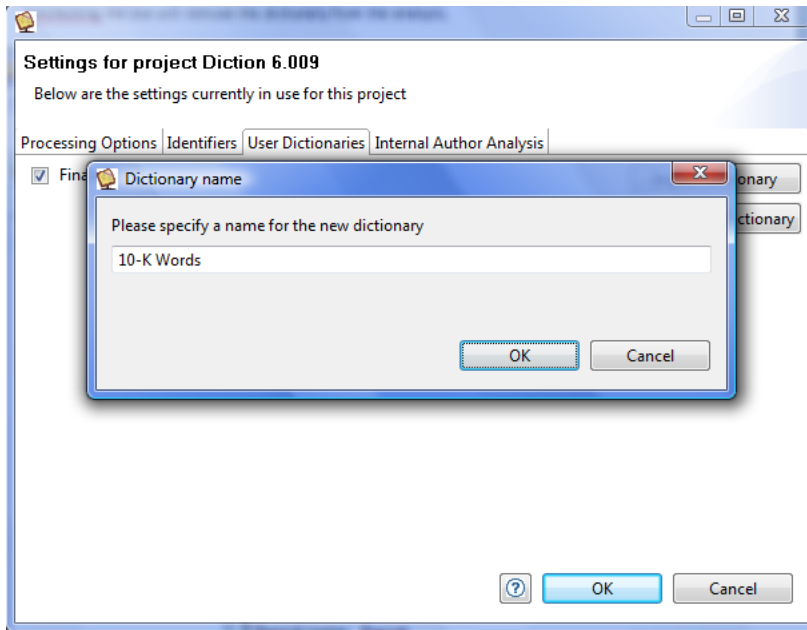 Settings for project Diction 6.009
Below are the settings currently in use for this project
Processing Options Identifiers User Dictionaries Internal Author Analysis
Fina
onary
ctionary
Dictionary name
Please specify a name for the new dictionary
10-K Words
OK Cancel
OK Cancel